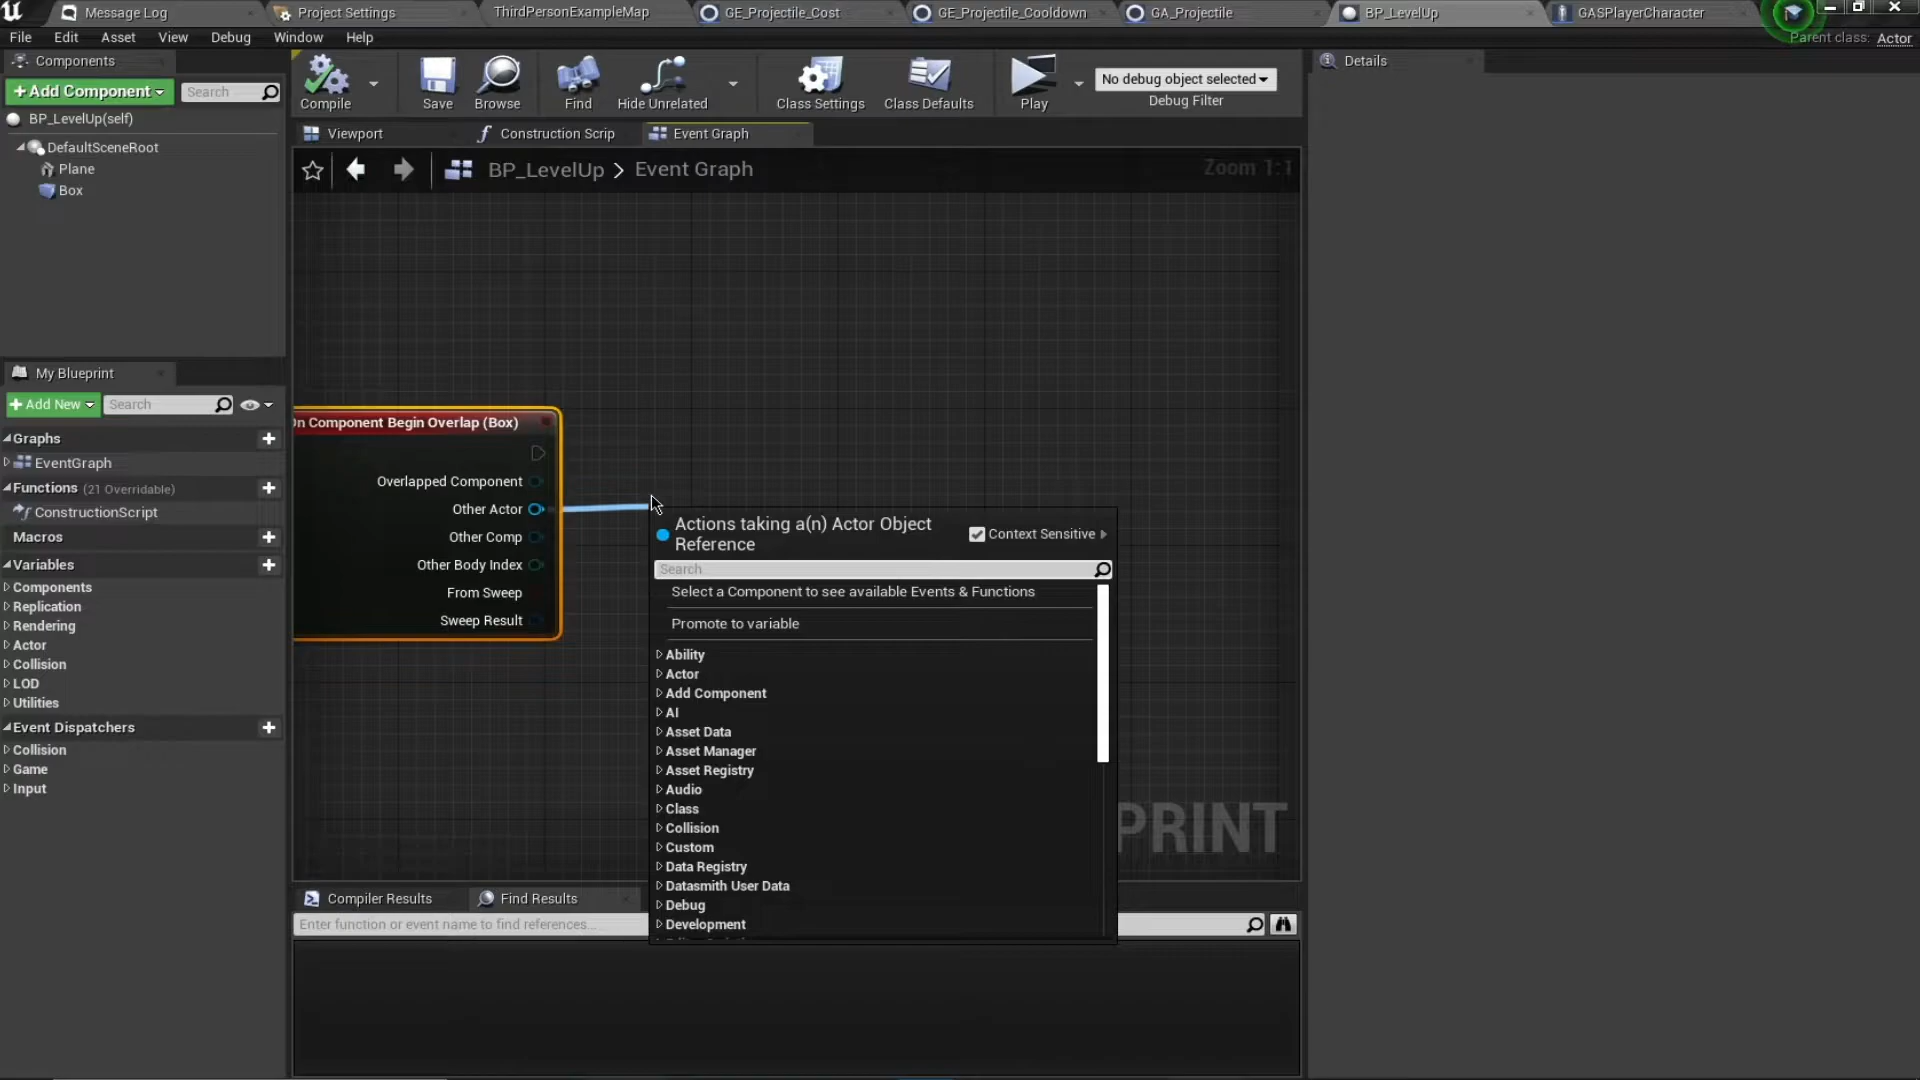 Message Log
Project Settings
ThirdPersonExampleMap
GE_Projectile_Cost
GE_Projectile_Cooldown
GA_Projectile
BP_LevelUp
GASPlayerCharacter
File Edit Asset View Debug Window Help
Parent class: Actor
Components
+Add Component
Search
BP_LevelUp(self)
DefaultSceneRoot
Plane
Box
Compile
Save
Browse
Find
Hide Unrelated
Class Settings
Class Defaults
Play
No debug object selected
Debug Filter
Details
Viewport
Construction Scrip
Event Graph
BP_LevelUp > Event Graph
Zoom 1:1
My Blueprint
+Add New
Search
Graphs
EventGraph
Functions (21 Overridable)
ConstructionScript
Macros
Variables
Components
Replication
Rendering
Actor
Collision
LOD
Utilities
Event Dispatchers
Collision
Game
Input
On Component Begin Overlap (Box)
Overlapped Component
Other Actor
Other Comp
Other Body Index
From Sweep
Sweep Result
Actions taking a(n) Actor Object
Reference
Context Sensitive
Search
Select a Component to see available Events & Functions
Promote to variable
Ability
Actor
Add Component
AI
Asset Data
Asset Manager
Asset Registry
Audio
Class
Collision
Custom
Data Registry
Datasmith User Data
Debug
Development
PRINT
Compiler Results
Find Results
Enter function or event name to find references...